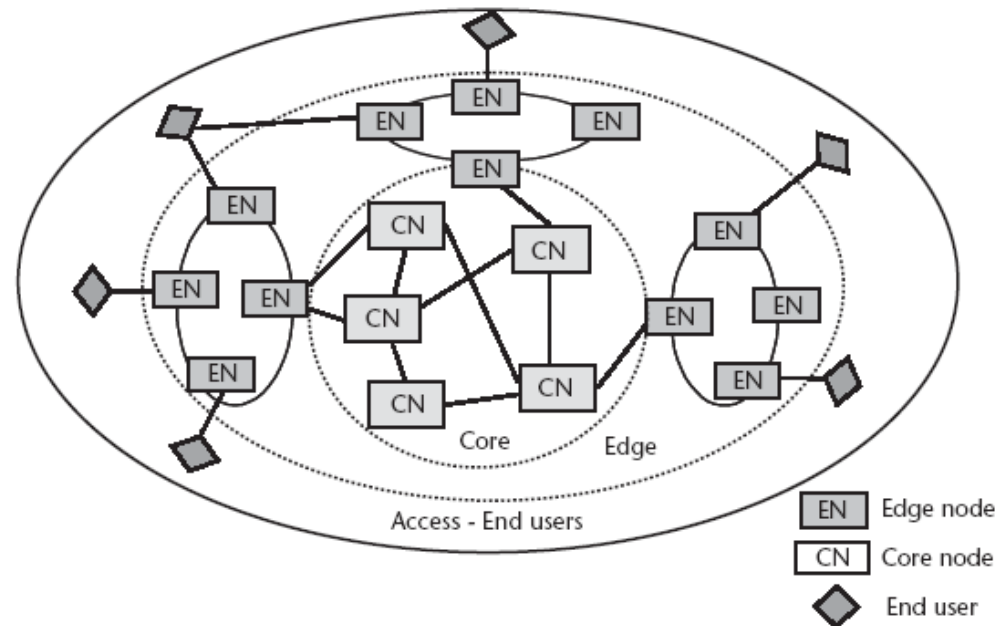 EN
EN
EN
EN
EN
CN
EN
CN
EN
EN
CN
EN
EN
EN
CN
CN
EN
EN
Core
Edge
Access - End users
EN Edge node
CN Core node
End user